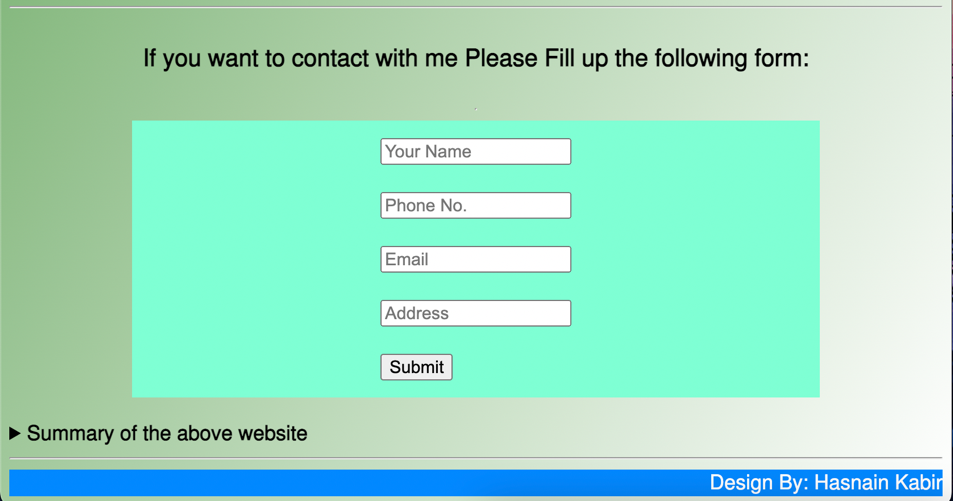 If you want to contact with me Please Fill up the following form:
Your Name
Phone No.
Email
Address
Submit
Summary of the above website
Design By: Hasnain Kabir